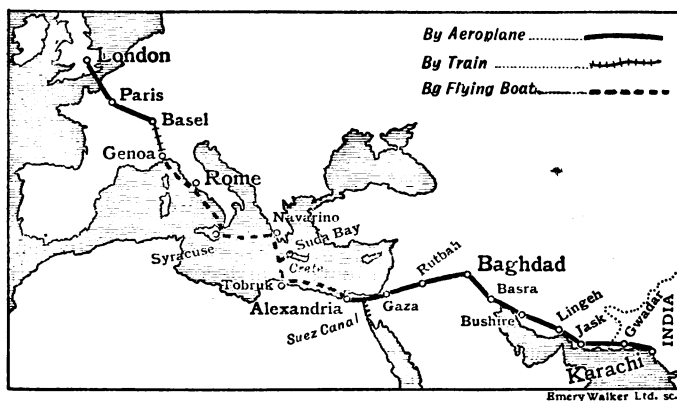 By Aeroplane
By Train
By Flying Boat
London
Paris
Basel
Genoa
Rome
Navarino
Syracuse
Suda Bay
Crete
Tobruk
Alexandria
Suez Canal
Gaza
Rutbah
Baghdad
Basra
Bushire
Lingeh
Jask
Gwadar
Karachi
INDIA
Emery Walker Ltd. sc.